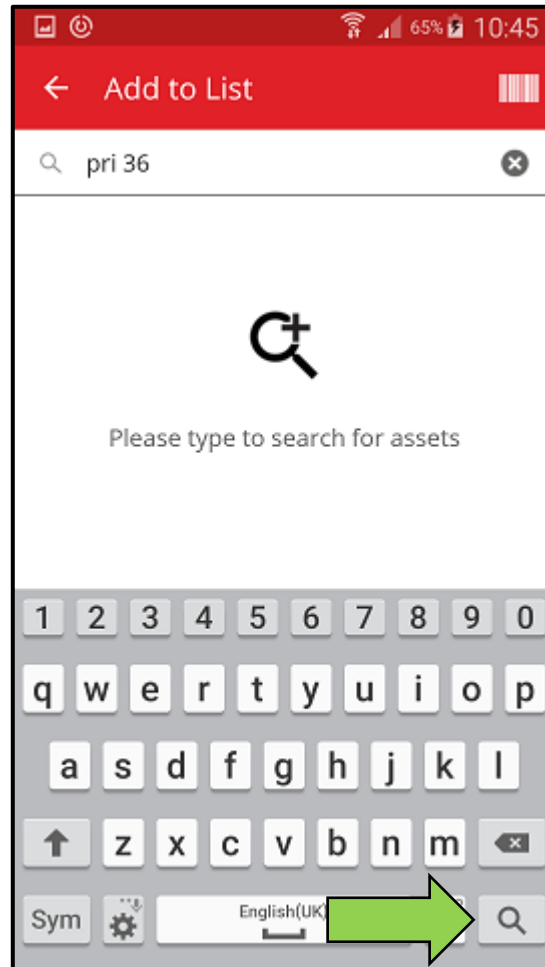 65% 10:45
Add to List
pri 36
Please type to search for assets
1 2 3 4 5 6 7 8 9 0
q w e r t y u i o p
a s d f g h j k l
z x c v b n m
Sym English(UK)